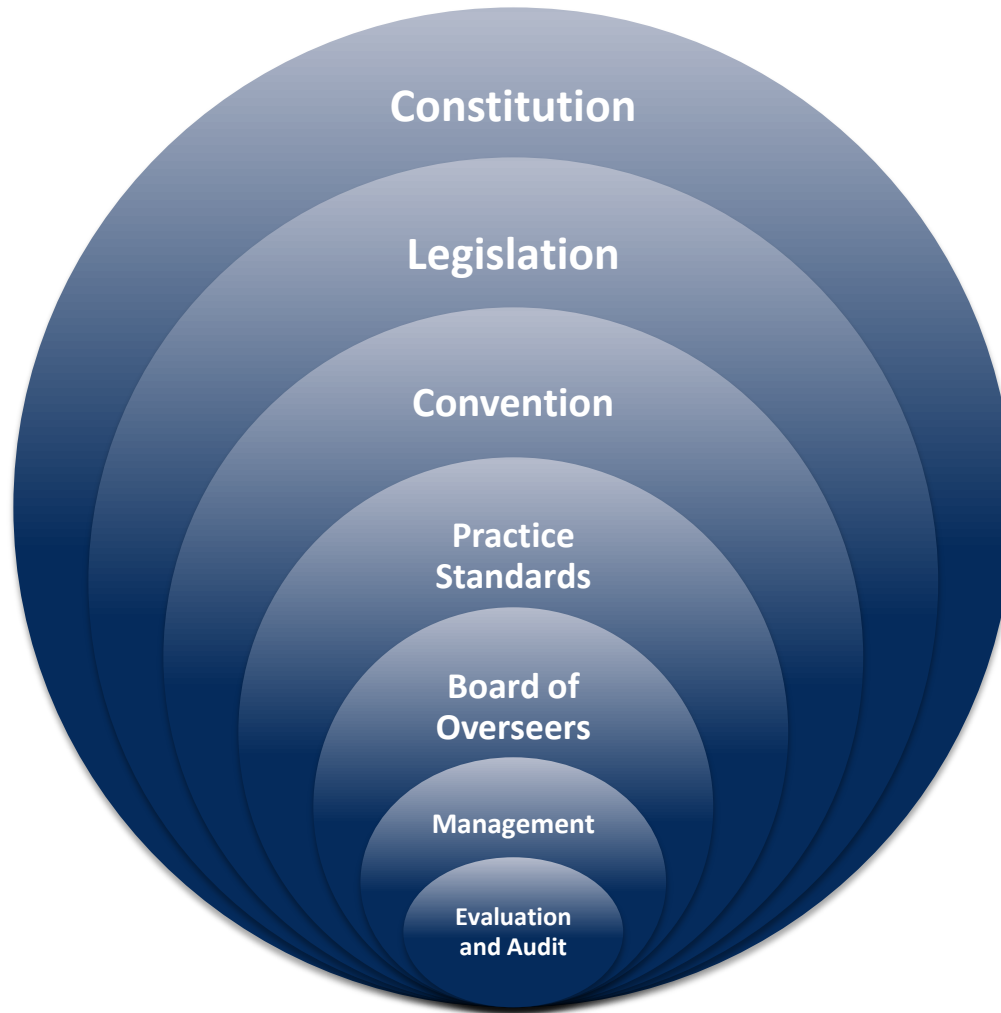 Constitution
Legislation
Convention
Practice
Standards
Board of
Overseers
Management
Evaluation
and Audit